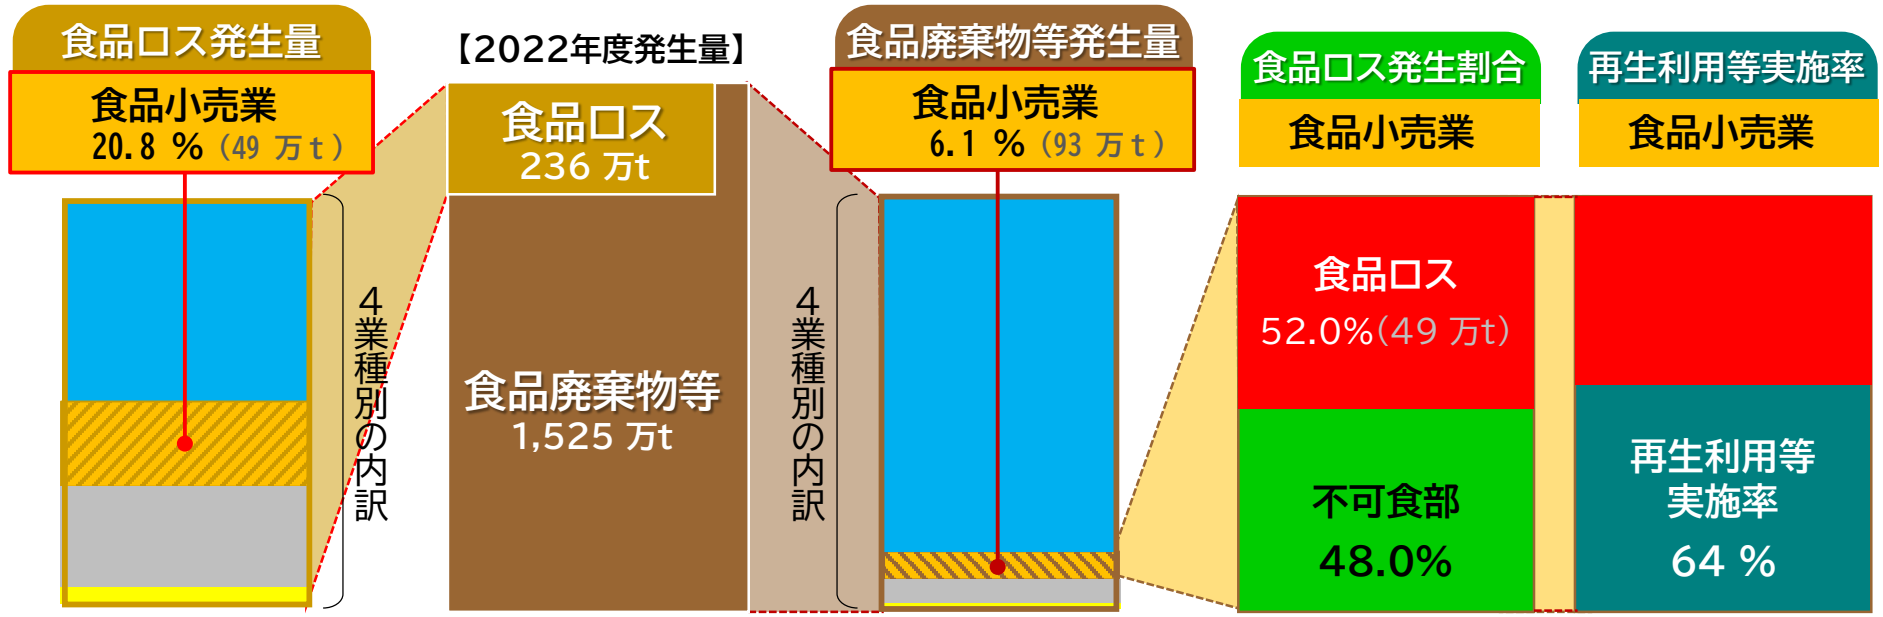 食品ロス発生量
食品小売業
20.8 % (49 万t)
4業種別の内訳
【2022年度発生量】
食品ロス
236 万t
食品廃棄物等
1,525 万t
食品廃棄物等発生量
食品小売業
6.1 % (93 万t)
4業種別の内訳
食品ロス発生割合
食品小売業
食品ロス
52.0%(49 万t)
不可食部
48.0%
再生利用等実施率
食品小売業
再生利用等
実施率
64 %